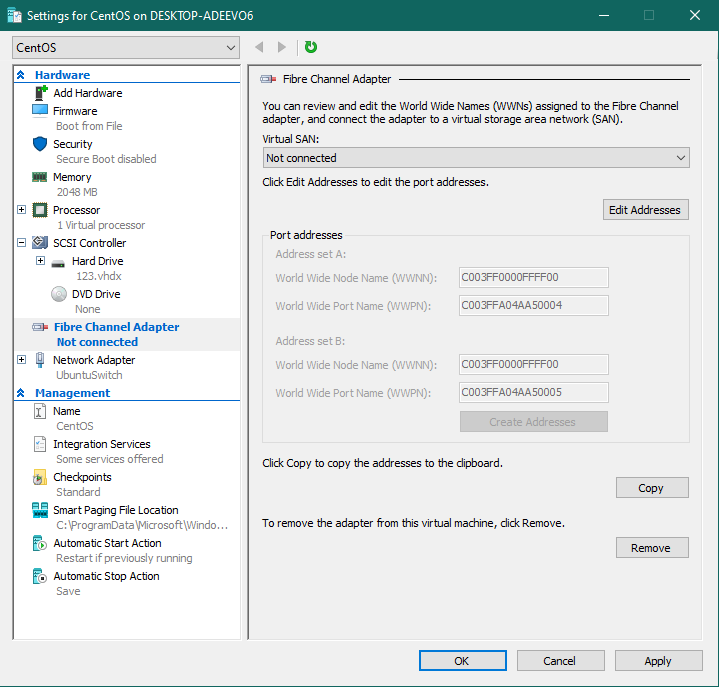 Settings for CentOS on DESKTOP-ADEEVO6
CentOS
Hardware
Add Hardware
Firmware
Boot from File
Security
Secure Boot disabled
Memory
2048 MB
Processor
1 Virtual processor
SCSI Controller
Hard Drive
123.vhdx
DVD Drive
None
Fibre Channel Adapter
Not connected
Network Adapter
UbuntuSwitch
Management
Name
CentOS
Integration Services
Some services offered
Checkpoints
Standard
Smart Paging File Location
C:\ProgramData\Microsoft\Windo...
Automatic Start Action
Restart if previously running
Automatic Stop Action
Save
Fibre Channel Adapter
You can review and edit the World Wide Names (WWNs) assigned to the Fibre Channel
adapter, and connect the adapter to a virtual storage area network (SAN).
Virtual SAN:
Not connected
Click Edit Addresses to edit the port addresses.
Edit Addresses
Port addresses
Address set A:
World Wide Node Name (WWNN): C003FF0000FFFF00
World Wide Port Name (WWPN): C003FFA04AA50004
Address set B:
World Wide Node Name (WWNN): C003FF0000FFFF00
World Wide Port Name (WWPN): C003FFA04AA50005
Create Addresses
Click Copy to copy the addresses to the clipboard.
Copy
To remove the adapter from this virtual machine, click Remove.
Remove
OK Cancel Apply